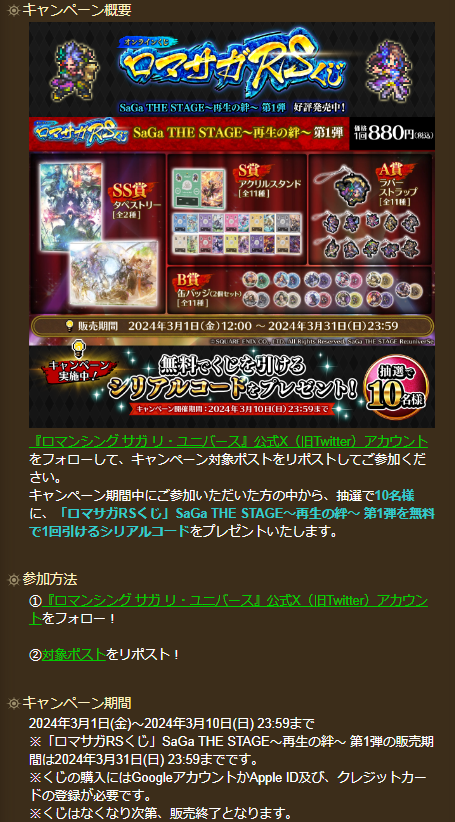 キャンペーン概要
オンラインくじ
ロマサガRSくじ
SaGa THE STAGE～再生の絆～ 第1弾 好評発売中！
ロマサガRSくじ SaGa THE STAGE～再生の絆～ 第1弾 価格1回880円(税込)
SS賞
タペストリー
[全2種]
S賞
アクリルスタンド
[全11種]
A賞
ラバー
ストラップ
[全11種]
B賞
缶バッジ(2個セット)
[全11種]
販売期間 2024年3月1日(金)12:00 ～ 2024年3月31日(日)23:59
©SQUARE ENIX CO., LTD. All Rights Reserved. SaGa THE STAGE
キャンペーン
実施中！
無料でくじを引ける
シリアルコードをプレゼント！
抽選で
10名様
キャンペーン開催期間：2024年3月10日(日) 23:59まで
『ロマンシング サガ リ・ユニバース』公式X（旧Twitter）アカウント
をフォローして、キャンペーン対象ポストをリポストしてご参加くだ
さい。
キャンペーン期間中にご参加いただいた方の中から、抽選で10名様
に、「ロマサガRSくじ」SaGa THE STAGE～再生の絆～ 第1弾を無料
で1回引けるシリアルコードをプレゼントいたします。
参加方法
①『ロマンシング サガ リ・ユニバース』公式X（旧Twitter）アカウン
トをフォロー！
②対象ポストをリポスト！
キャンペーン期間
2024年3月1日(金)～2024年3月10日(日) 23:59まで
※「ロマサガRSくじ」SaGa THE STAGE～再生の絆～ 第1弾の販売期
間は2024年3月31日(日) 23:59までです。
※くじの購入にはGoogleアカウントかApple ID及び、クレジットカー
ドの登録が必要です。
※くじはなくなり次第、販売終了となります。